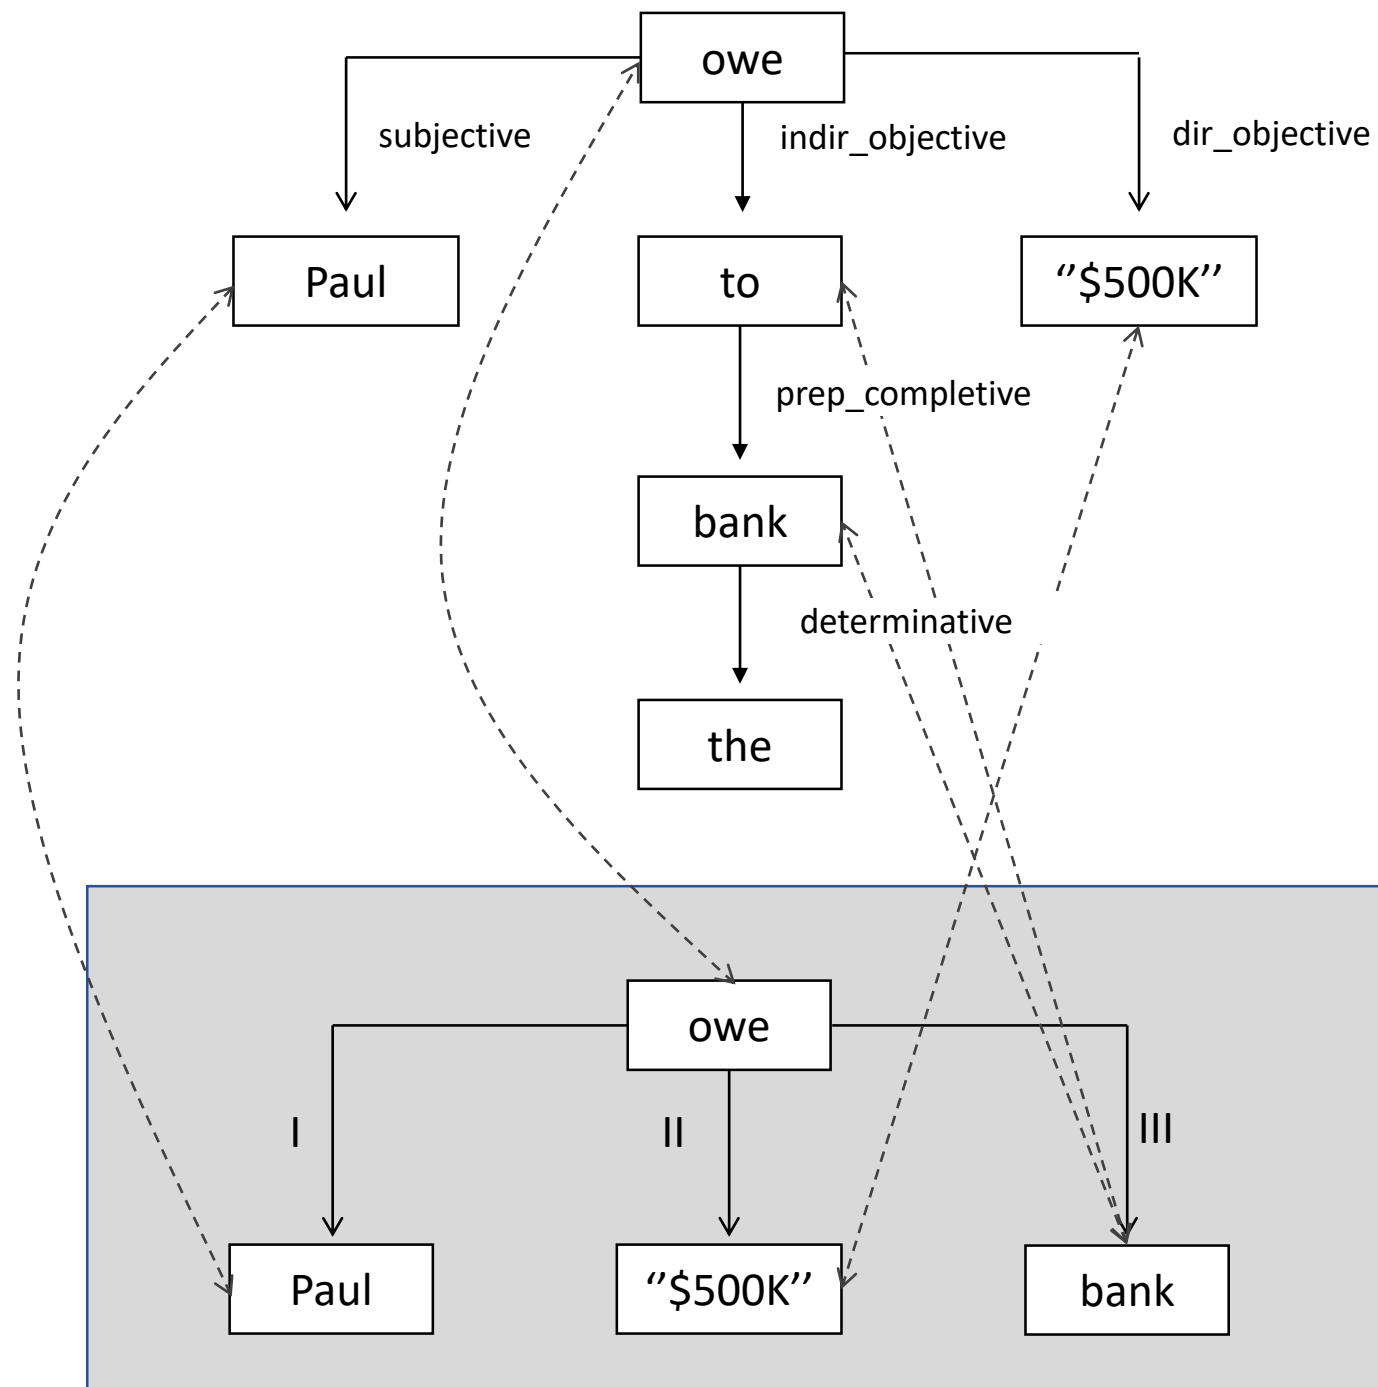 owe
subjective
indir_objective
dir_objective
Paul
to
‘’$500K’’
prep_completive
bank
determinative
the
owe
I
II
III
Paul
‘’$500K’’
bank